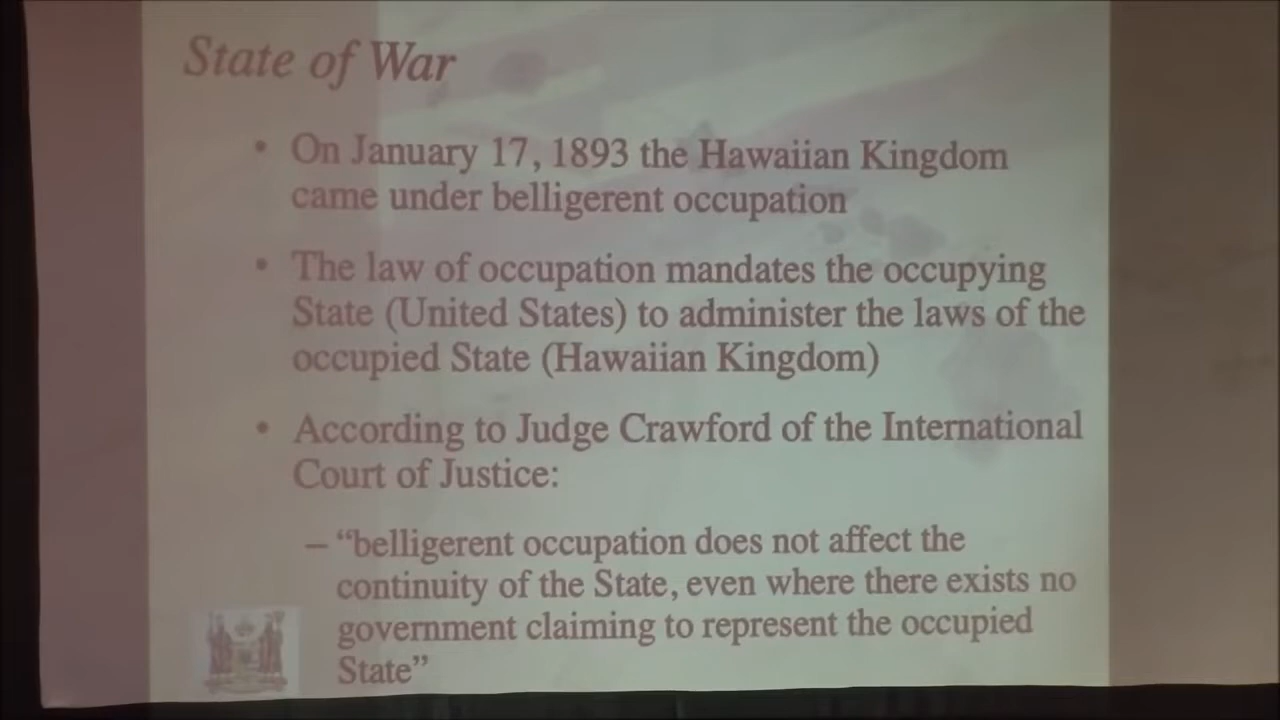 State of War
• On January 17, 1893 the Hawaiian Kingdom
came under belligerent occupation
• The law of occupation mandates the occupying
State (United States) to administer the laws of the
occupied State (Hawaiian Kingdom)
• According to Judge Crawford of the International
Court of Justice:
– “belligerent occupation does not affect the
continuity of the State, even where there exists no
government claiming to represent the occupied
State”